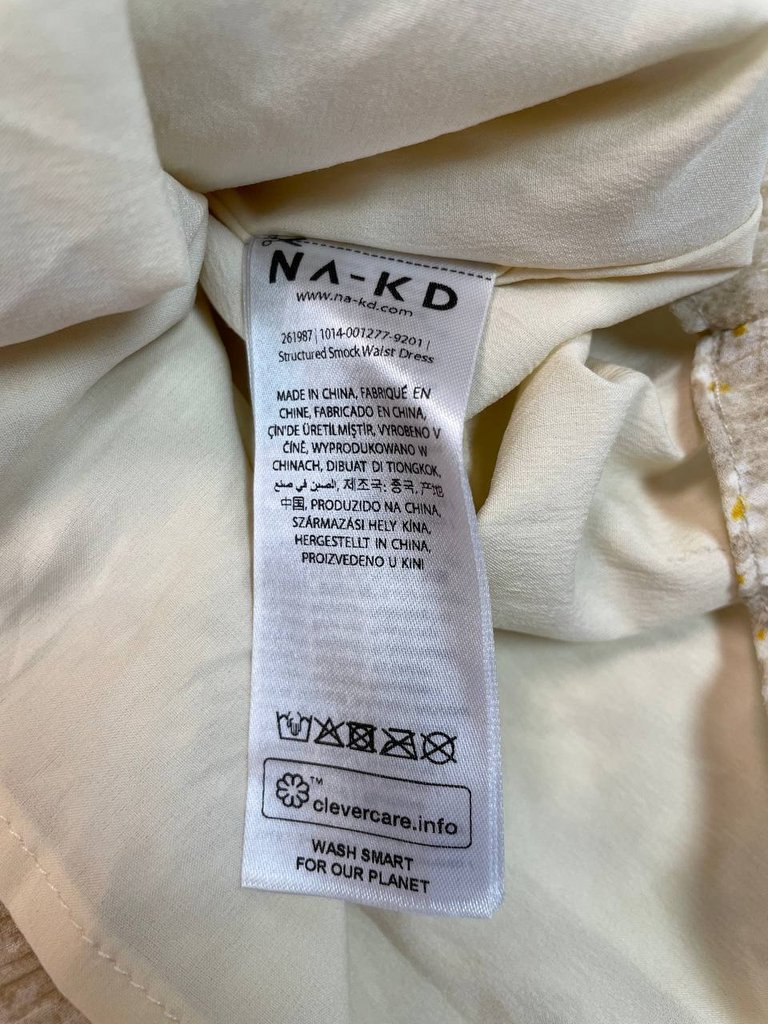 NA-KD
www.na-kd.com
261987 | 1014-001277-9201 |
Structured Smock Waist Dress
MADE IN CHINA, FABRIQUÉ EN
CHINE, FABRICADO EN CHINA,
ÇİN'DE ÜRETİLMİŞTİR, VYROBENO V
ČÍNĚ, WYPRODUKOWANO W
CHINACH, DIBUAT DI TIONGKOK,
الصين في صنع, 제조국: 중국, 产地
中国, PRODUZIDO NA CHINA,
SZÁRMAZÁSI HELY KÍNA,
HERGESTELLT IN CHINA,
PROIZVEDENO U KINI
™
clevercare.info
WASH SMART
FOR OUR PLANET